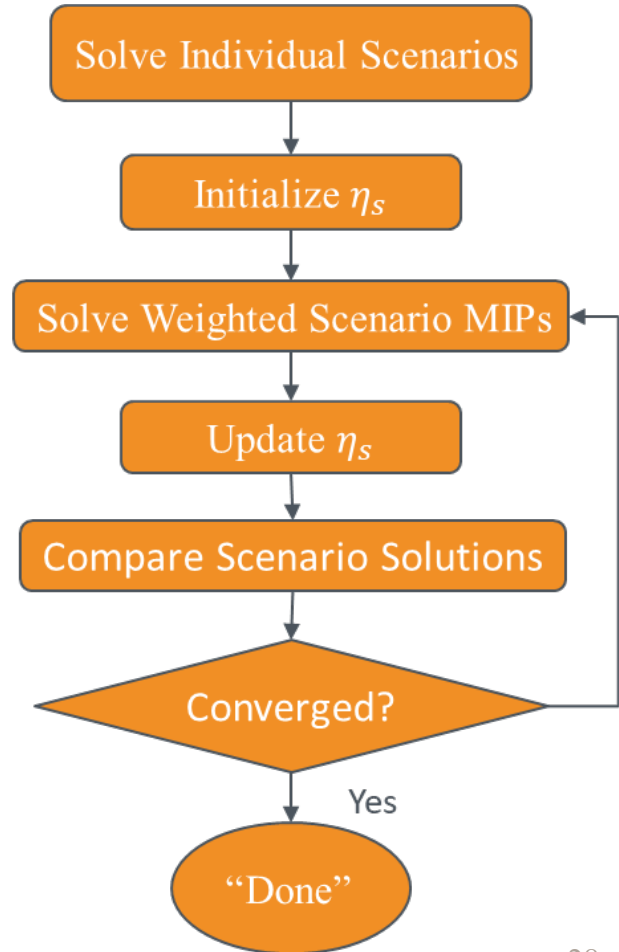 Solve Individual Scenarios
Initialize ηₛ
Solve Weighted Scenario MIPs
Update ηₛ
Compare Scenario Solutions
Converged?
Yes
“Done”